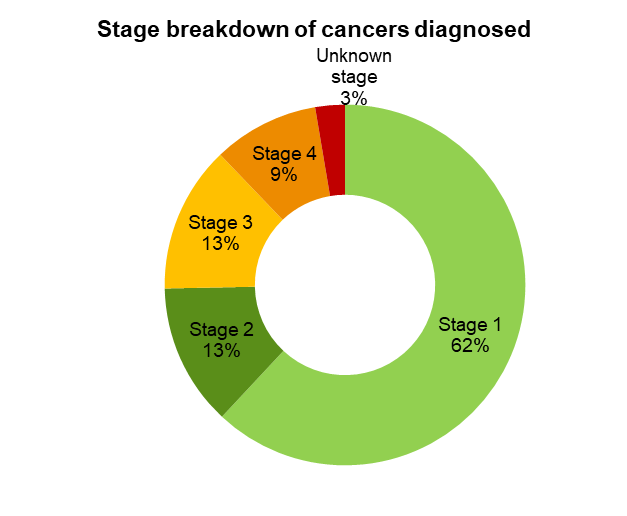 Stage breakdown of cancers diagnosed
Unknown
stage
3%
Stage 4
9%
Stage 3
13%
Stage 2
13%
Stage 1
62%